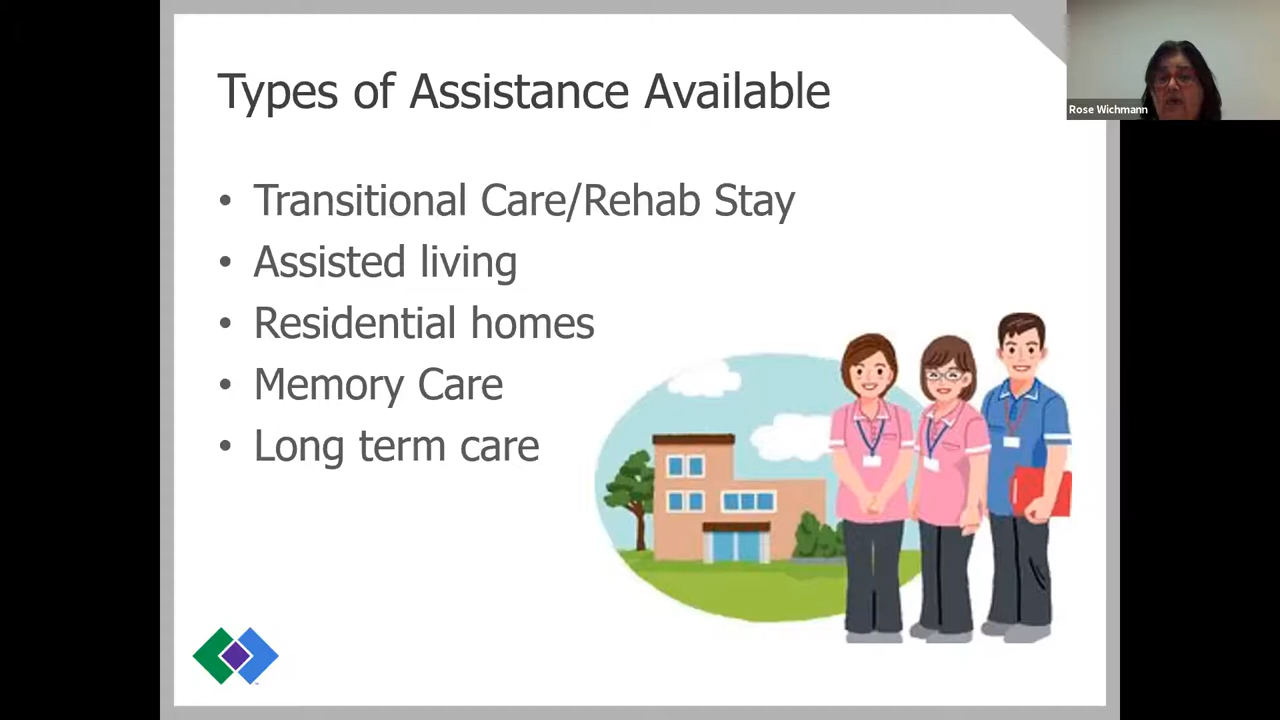 Types of Assistance Available
Rose Wichmann
• Transitional Care/Rehab Stay
• Assisted living
• Residential homes
• Memory Care
• Long term care